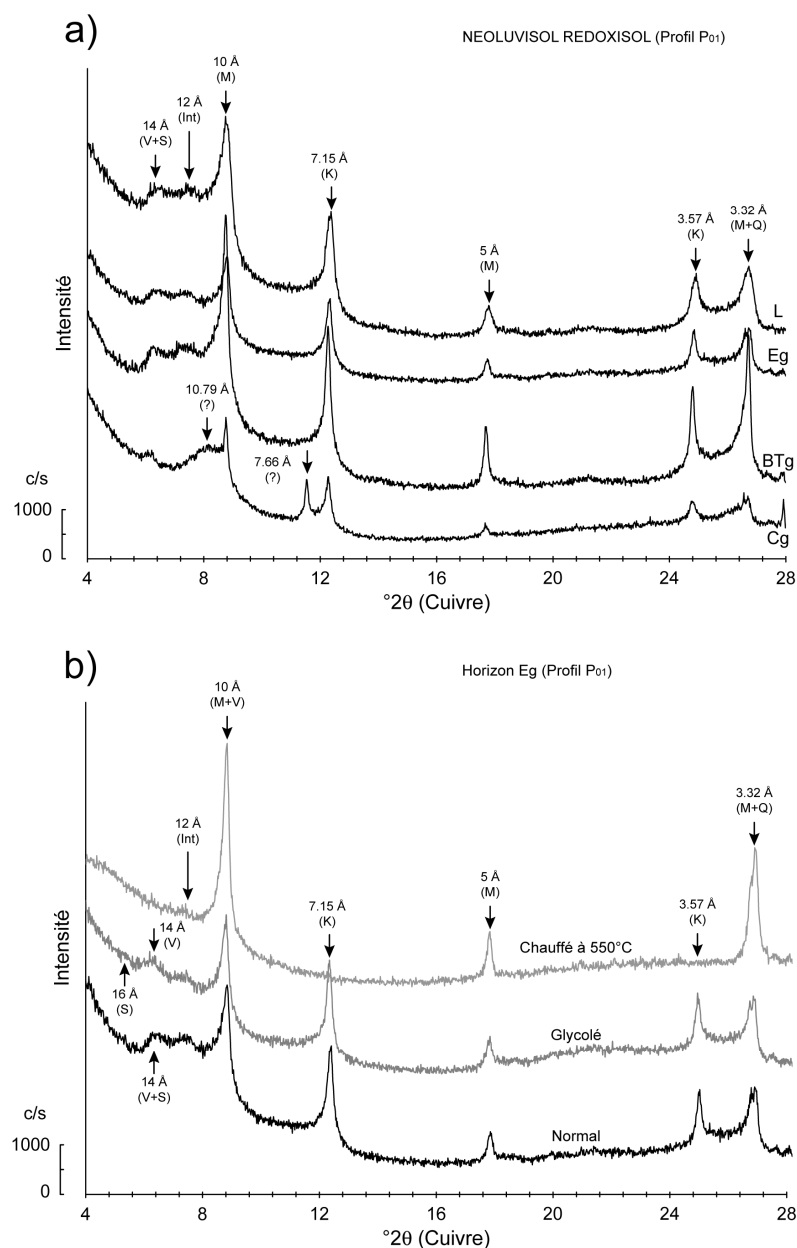 a)
NEOLUVISOL REDOXISOL (Profil P01)
10 Å
(M)
12 Å
(Int)
14 Å
(V+S)
7.15 Å
(K)
5 Å
(M)
3.57 Å
(K)
3.32 Å
(M+Q)
Intensité
L
Eg
10.79 Å
(?)
7.66 Å
(?)
BTg
Cg
c/s
1000
0
4 8 12 16 20 24 28
°2θ (Cuivre)
b)
Horizon Eg (Profil P01)
10 Å
(M+V)
12 Å
(Int)
3.32 Å
(M+Q)
7.15 Å
(K)
5 Å
(M)
3.57 Å
(K)
14 Å
(V)
Chauffé à 550°C
Intensité
16 Å
(S)
Glycolé
14 Å
(V+S)
Normal
c/s
1000
0
4 8 12 16 20 24 28
°2θ (Cuivre)